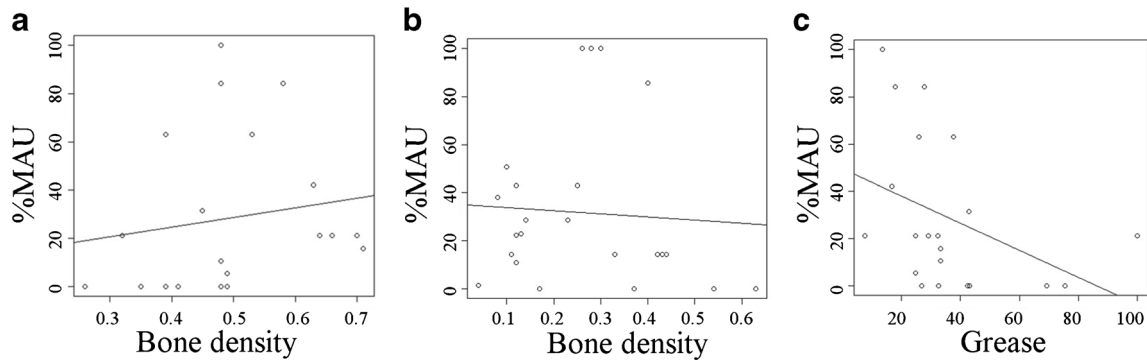 a
%MAU
0 20 40 60 80 100
0.3 0.4 0.5 0.6 0.7
Bone density
b
%MAU
0 20 40 60 80 100
0.1 0.2 0.3 0.4 0.5 0.6
Bone density
c
%MAU
0 20 40 60 80 100
20 40 60 80 100
Grease